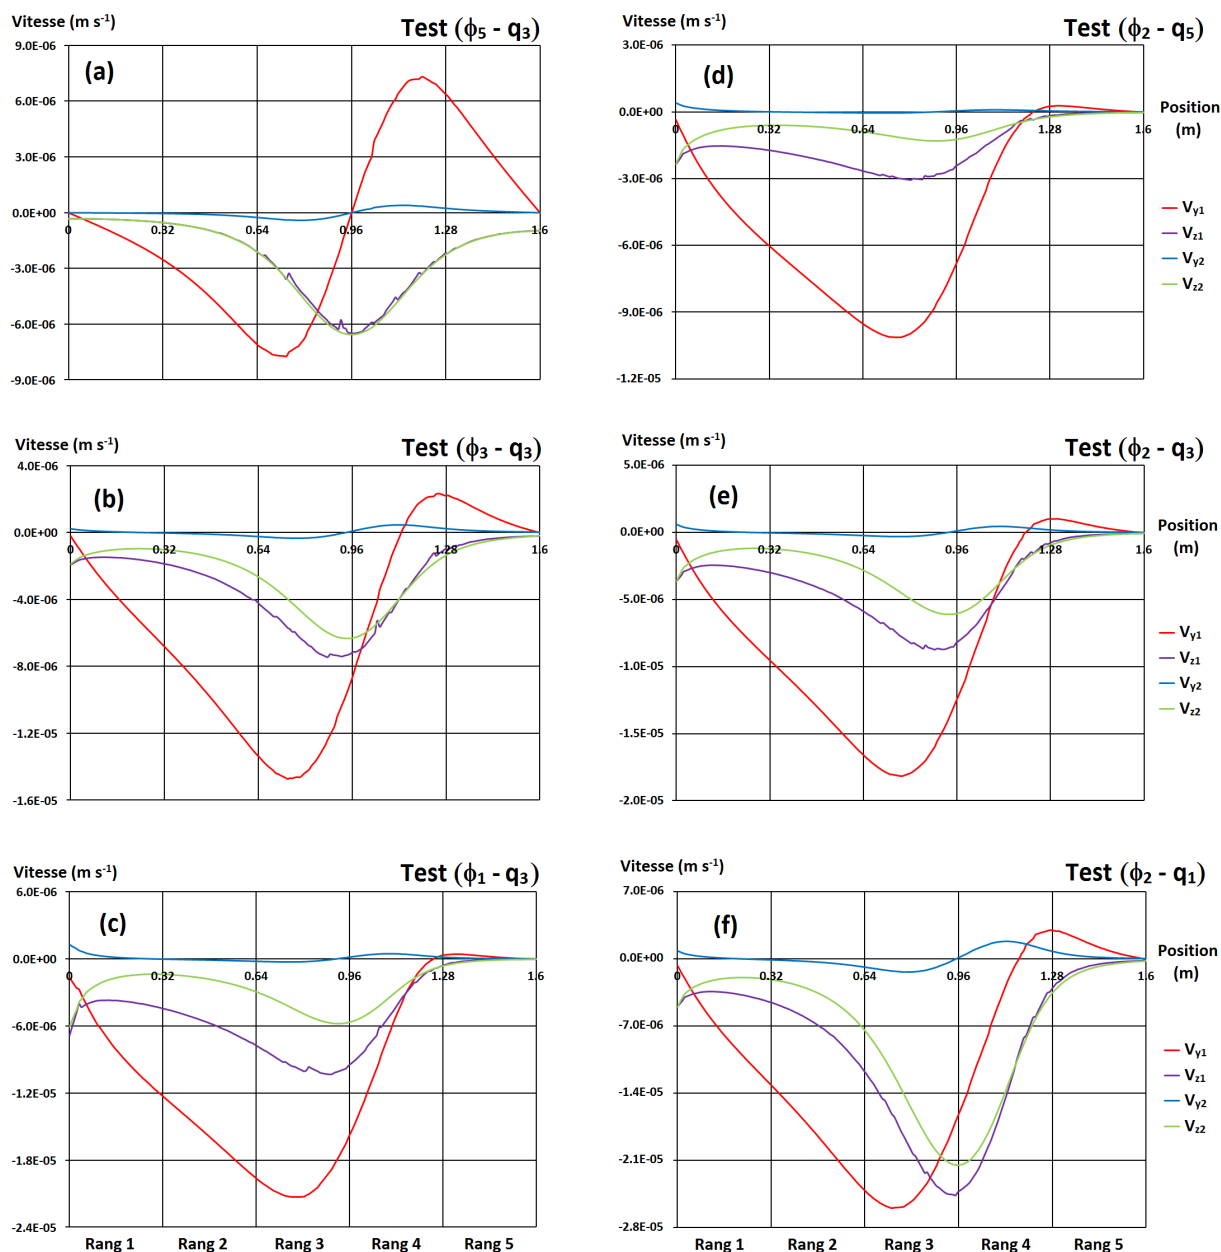 Vitesse (m s⁻¹)
Test (ϕ₅ - q₃)
(a)
9.0E-06
6.0E-06
3.0E-06
0.0E+00
-3.0E-06
-6.0E-06
-9.0E-06
0 0.32 0.64 0.96 1.28 1.6
Vitesse (m s⁻¹)
Test (ϕ₂ - q₅)
(d)
3.0E-06
0.0E+00
-3.0E-06
-6.0E-06
-9.0E-06
-1.2E-05
0 0.32 0.64 0.96 1.28 1.6
Position
(m)
Vy1
Vz1
Vy2
Vz2
Vitesse (m s⁻¹)
Test (ϕ₃ - q₃)
(b)
4.0E-06
0.0E+00
-4.0E-06
-8.0E-06
-1.2E-05
-1.6E-05
0 0.32 0.64 0.96 1.28 1.6
Vitesse (m s⁻¹)
Test (ϕ₂ - q₃)
(e)
5.0E-06
0.0E+00
-5.0E-06
-1.0E-05
-1.5E-05
-2.0E-05
0 0.32 0.64 0.96 1.28 1.6
Position
(m)
Vy1
Vz1
Vy2
Vz2
Vitesse (m s⁻¹)
Test (ϕ₁ - q₃)
(c)
6.0E-06
0.0E+00
-6.0E-06
-1.2E-05
-1.8E-05
-2.4E-05
0 0.32 0.64 0.96 1.28 1.6
Rang 1 Rang 2 Rang 3 Rang 4 Rang 5
Vitesse (m s⁻¹)
Test (ϕ₂ - q₁)
(f)
7.0E-06
0.0E+00
-7.0E-06
-1.4E-05
-2.1E-05
-2.8E-05
0 0.32 0.64 0.96 1.28 1.6
Position
(m)
Vy1
Vz1
Vy2
Vz2
Rang 1 Rang 2 Rang 3 Rang 4 Rang 5